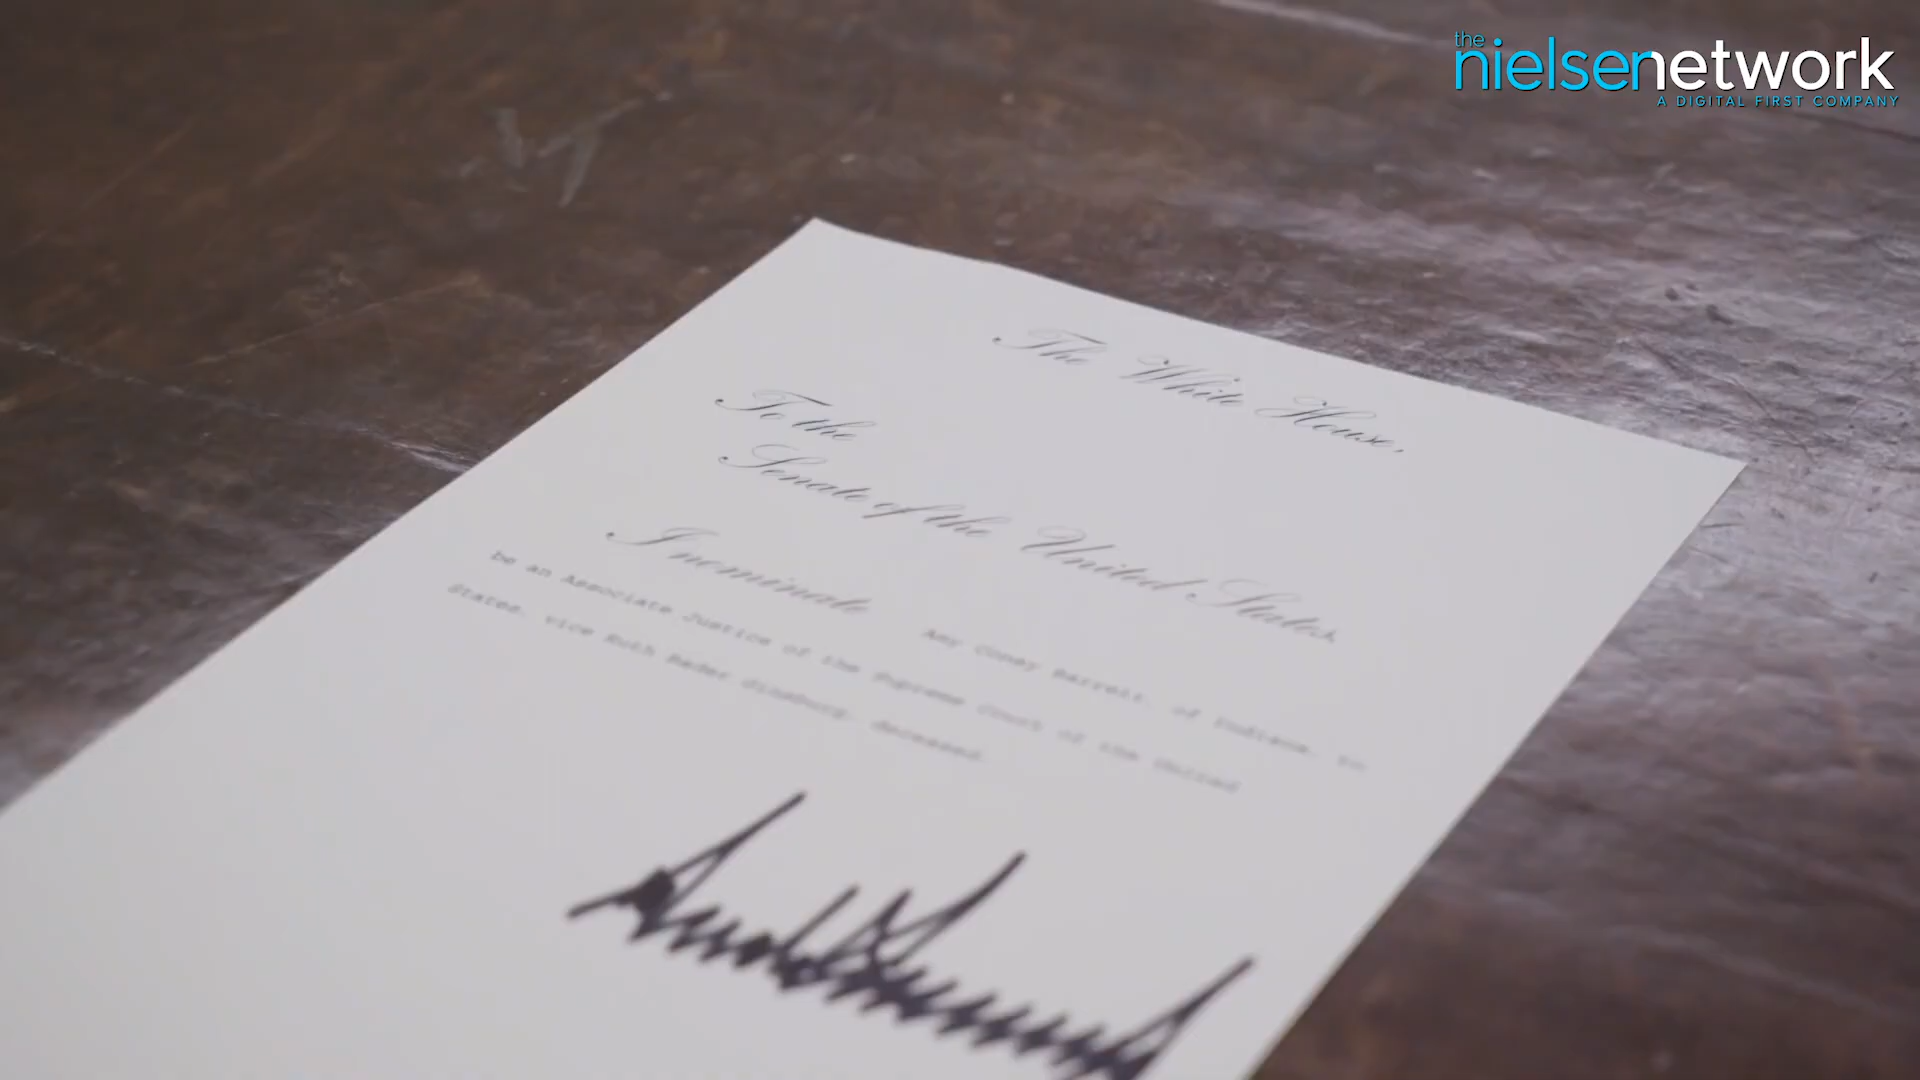 the
nielsenetwork
A DIGITAL FIRST COMPANY
The White House,
To the
Senate of the United States,
I nominate Amy Coney Barrett, of Indiana, to
be an Associate Justice of the Supreme Court of the United
States, vice Ruth Bader Ginsburg, deceased.